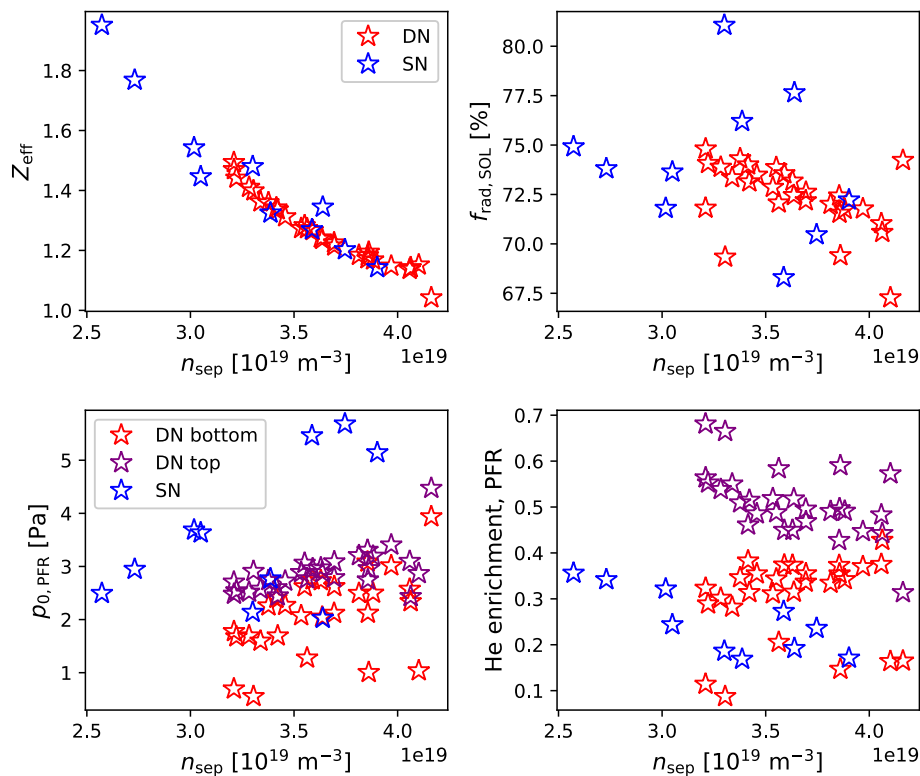 1.8
1.6
1.4
1.2
1.0
Z_eff
DN
SN
2.5 3.0 3.5 4.0
1e19
n_sep [10^19 m^−3]
80.0
77.5
75.0
72.5
70.0
67.5
f_rad, SOL [%]
2.5 3.0 3.5 4.0
1e19
n_sep [10^19 m^−3]
5
4
3
2
1
p_0, PFR [Pa]
DN bottom
DN top
SN
2.5 3.0 3.5 4.0
1e19
n_sep [10^19 m^−3]
0.7
0.6
0.5
0.4
0.3
0.2
0.1
He enrichment, PFR
2.5 3.0 3.5 4.0
1e19
n_sep [10^19 m^−3]